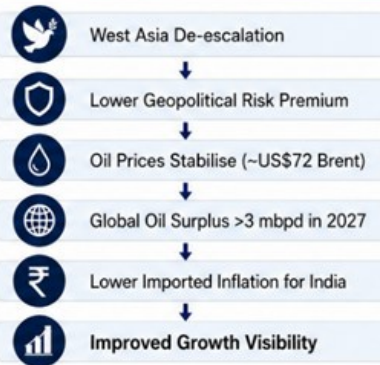 West Asia De-escalation
Lower Geopolitical Risk Premium
Oil Prices Stabilise (~US$72 Brent)
Global Oil Surplus >3 mbpd in 2027
₹
Lower Imported Inflation for India
Improved Growth Visibility